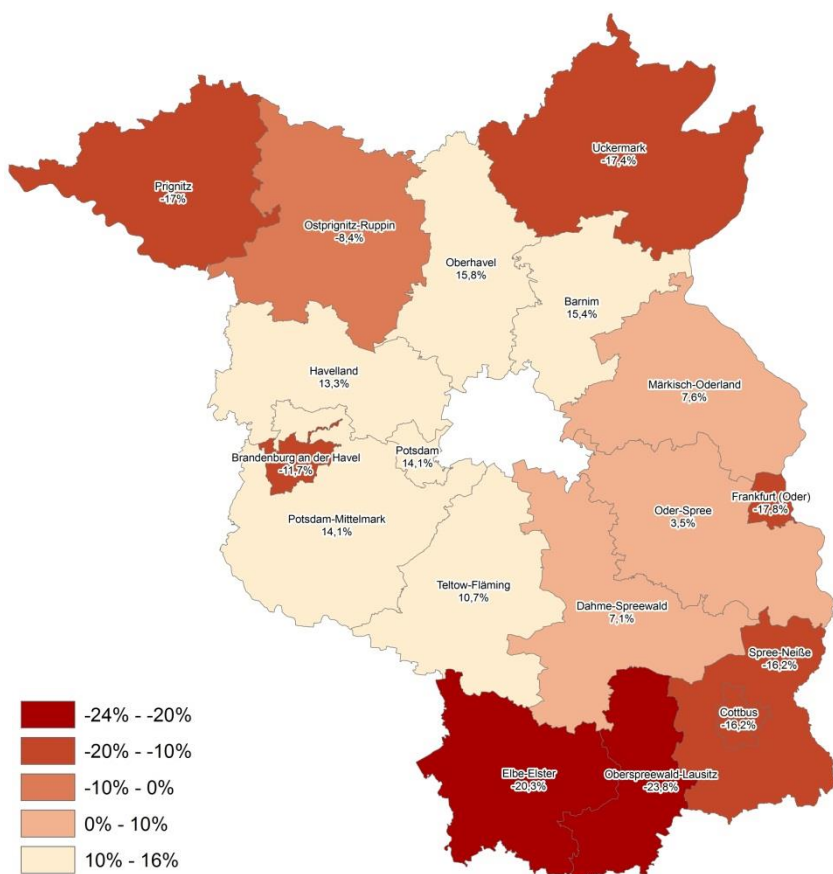 Uckermark
-17,4%
Prignitz
-17%
Ostprignitz-Ruppin
-8,4%
Oberhavel
15,8%
Barnim
15,4%
Havelland
13,3%
Märkisch-Oderland
7,6%
Brandenburg an der Havel
-11,7%
Potsdam
14,1%
Frankfurt (Oder)
-17,8%
Oder-Spree
3,5%
Potsdam-Mittelmark
14,1%
Teltow-Fläming
10,7%
Dahme-Spreewald
7,1%
Spree-Neiße
-16,2%
Cottbus
-16,2%
Elbe-Elster
-20,3%
Oberspreewald-Lausitz
-23,8%
-24% - -20%
-20% - -10%
-10% - 0%
0% - 10%
10% - 16%